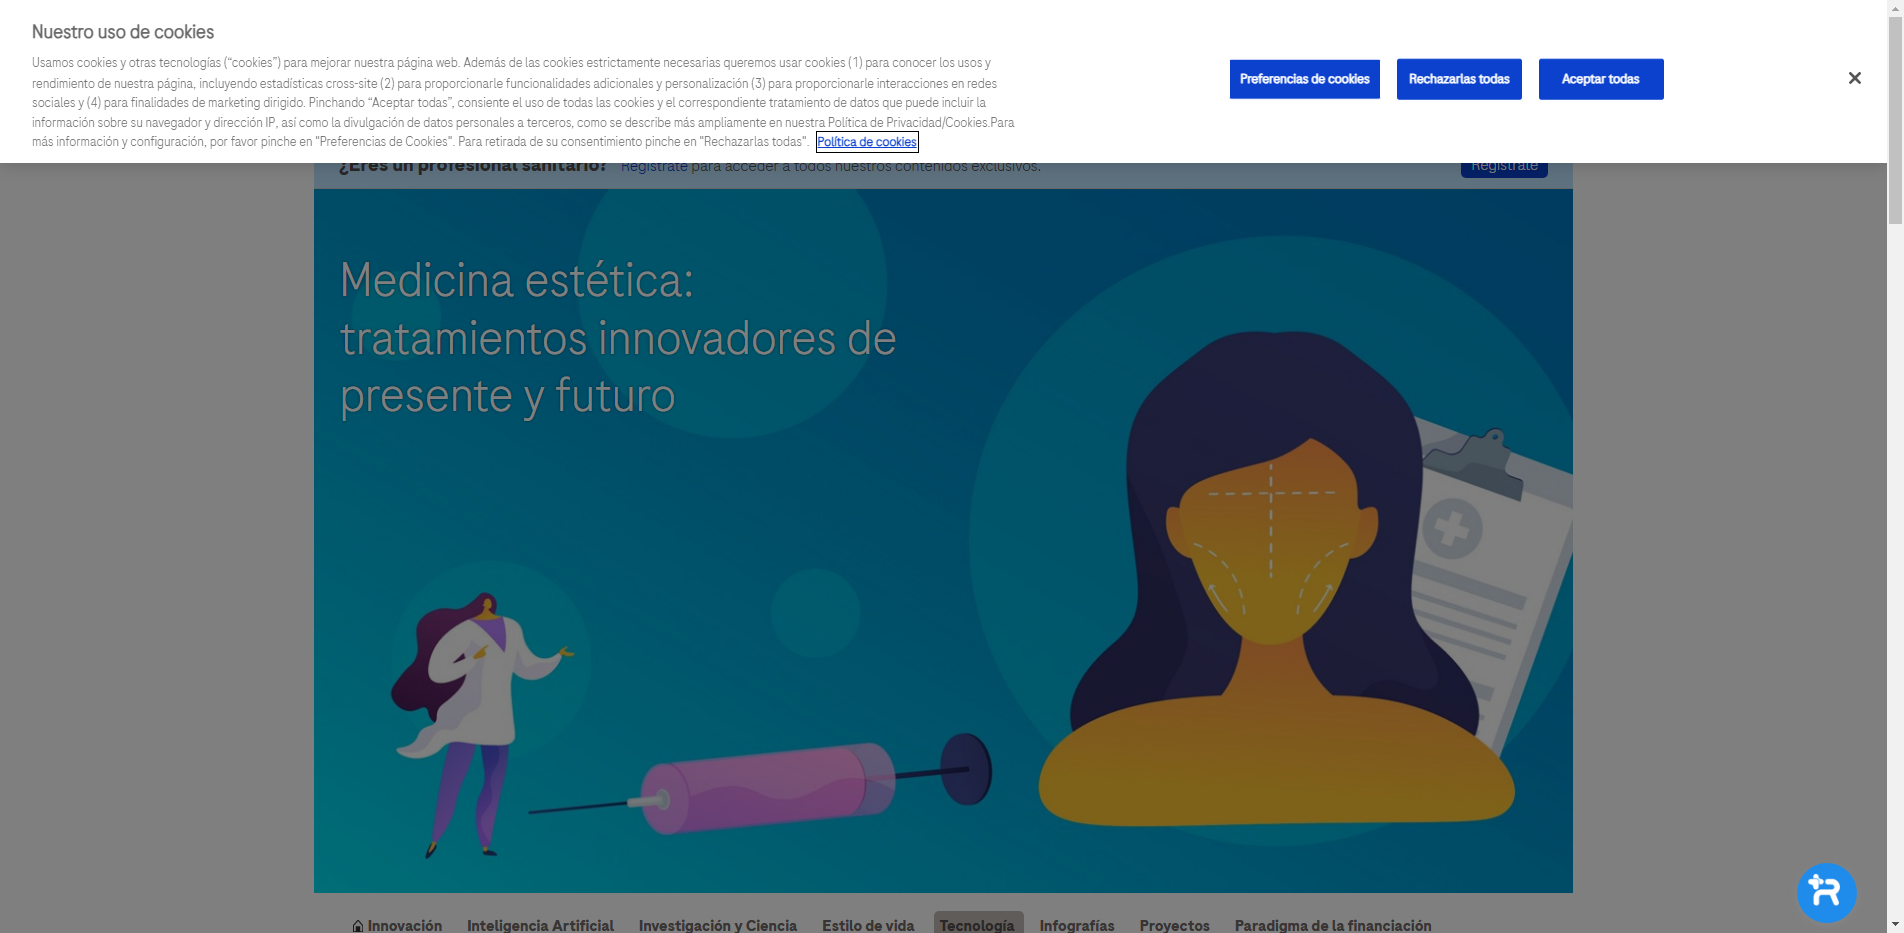 Nuestro uso de cookies
Usamos cookies y otras tecnologías (“cookies”) para mejorar nuestra página web. Además de las cookies estrictamente necesarias queremos usar cookies (1) para conocer los usos y
rendimiento de nuestra página, incluyendo estadísticas cross-site (2) para proporcionarle funcionalidades adicionales y personalización (3) para proporcionarle interacciones en redes
sociales y (4) para finalidades de marketing dirigido. Pinchando “Aceptar todas”, consiente el uso de todas las cookies y el correspondiente tratamiento de datos que puede incluir la
información sobre su navegador y dirección IP, así como la divulgación de datos personales a terceros, como se describe más ampliamente en nuestra Política de Privacidad/Cookies.Para
más información y configuración, por favor pinche en "Preferencias de Cookies". Para retirada de su consentimiento pinche en "Rechazarlas todas". Política de cookies
Preferencias de cookies Rechazarlas todas Aceptar todas
¿Eres un profesional sanitario? Regístrate para acceder a todos nuestros contenidos exclusivos. Regístrate
Medicina estética:
tratamientos innovadores de
presente y futuro
Innovación Inteligencia Artificial Investigación y Ciencia Estilo de vida Tecnología Infografías Proyectos Paradigma de la financiación